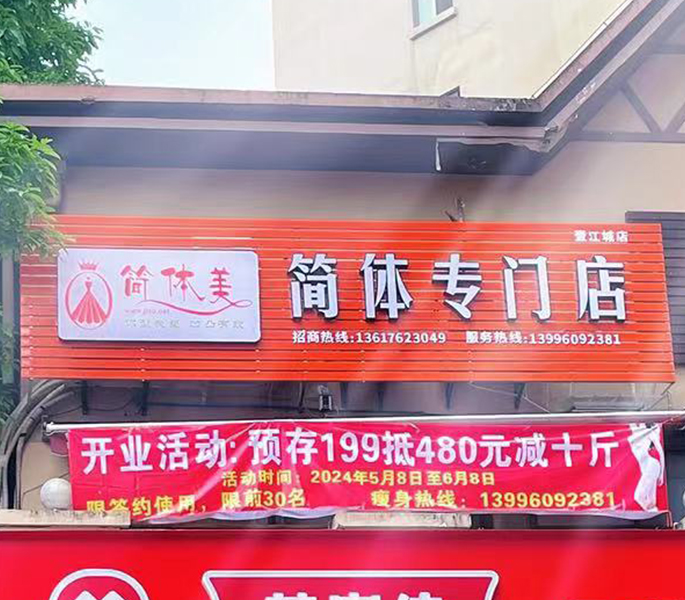 壹江城店
简体美
简体专门店
招商热线:13617623049 服务热线:13996092381
开业活动: 预存199抵480元减十斤
活动时间: 2024年5月8日至6月8日
限签约使用, 限前30名 瘦身热线: 13996092381